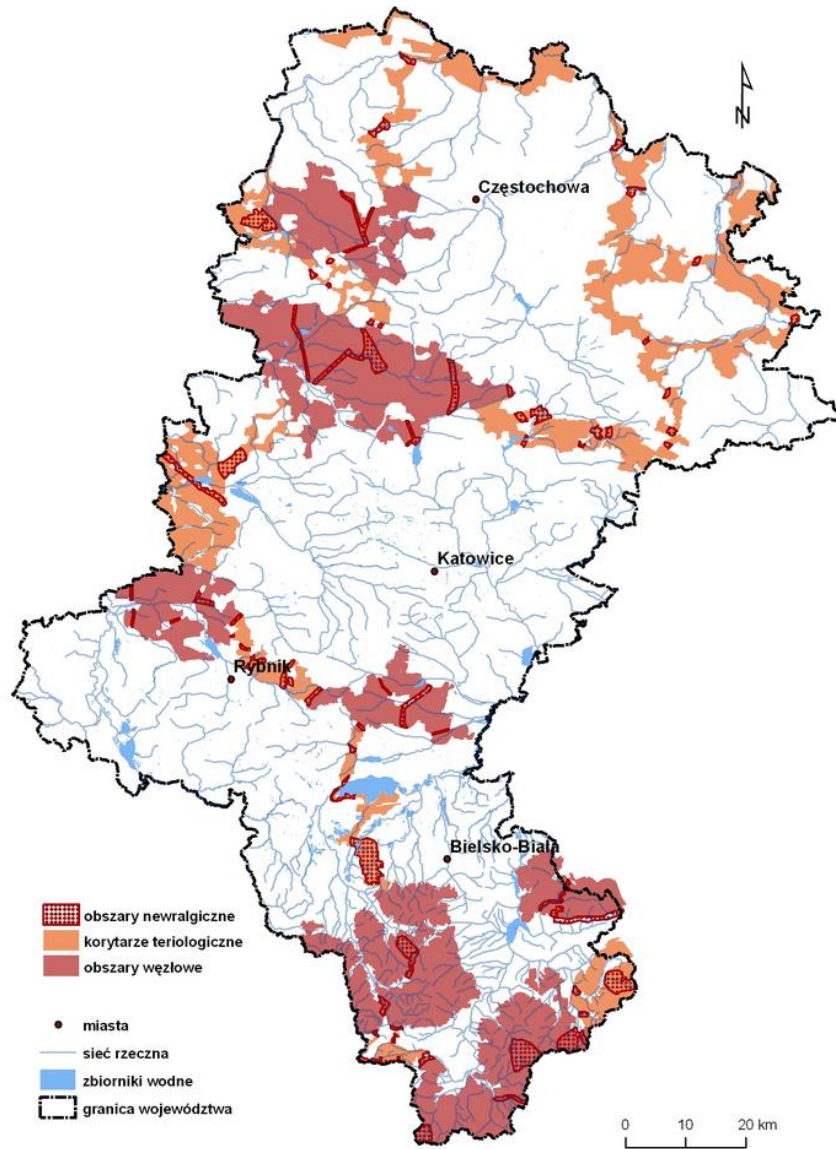 N
Częstochowa
Katowice
Rybnik
Bielsko-Biała
obszary newralgiczne
korytarze teriologiczne
obszary węzłowe
miasta
sieć rzeczna
zbiorniki wodne
granica województwa
0 10 20 km